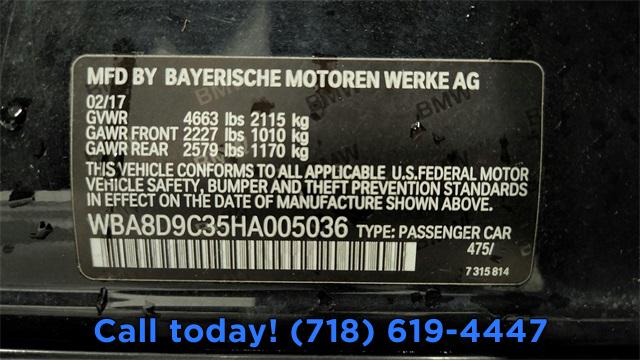 MFD BY BAYERISCHE MOTOREN WERKE AG
02/17
GVWR 4663 lbs 2115 kg
GAWR FRONT 2227 lbs 1010 kg
GAWR REAR 2579 lbs 1170 kg
THIS VEHICLE CONFORMS TO ALL APPLICABLE U.S.FEDERAL MOTOR
VEHICLE SAFETY, BUMPER AND THEFT PREVENTION STANDARDS
IN EFFECT ON THE DATE OF MANUFACTURE SHOWN ABOVE.
WBA8D9C35HA005036 TYPE: PASSENGER CAR
475/
7 315 814
Call today! (718) 619-4447